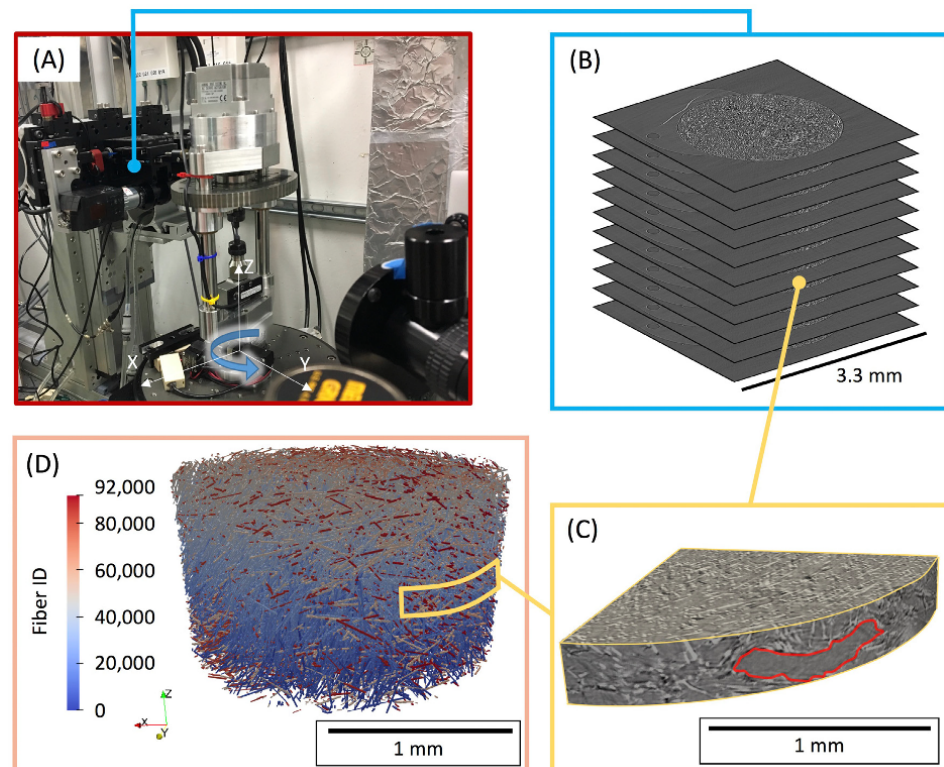 (A)
Z
X
Y
(B)
3.3 mm
(D)
92,000
80,000
60,000
40,000
20,000
0
Fiber ID
Z
X
Y
1 mm
(C)
1 mm